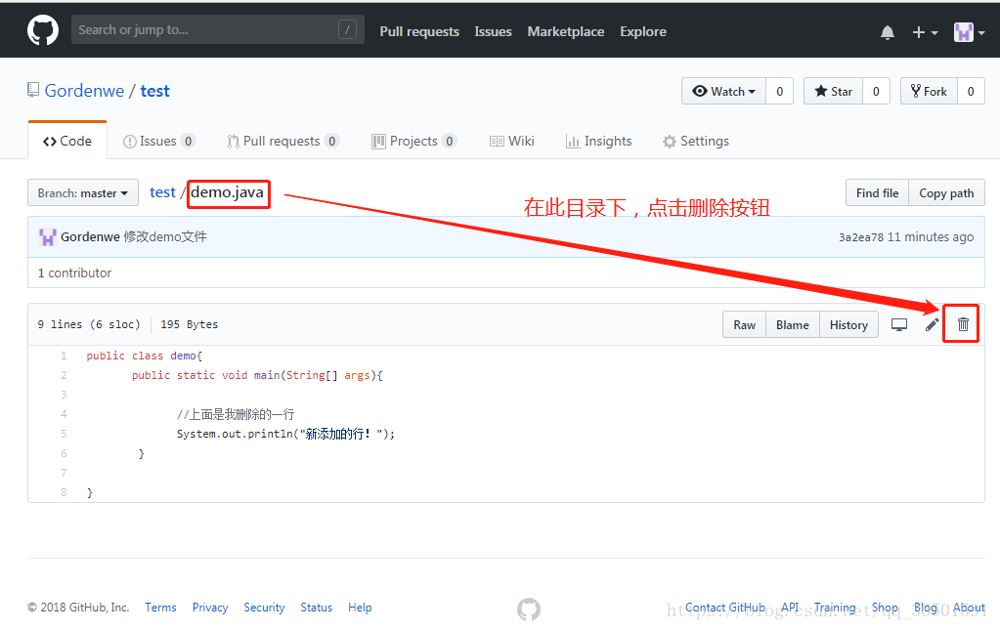 Search or jump to... /
Pull requests Issues Marketplace Explore
Gordenwe / test
Watch 0 Star 0 Fork 0
Code Issues 0 Pull requests 0 Projects 0 Wiki Insights Settings
Branch: master test / demo.java
Find file Copy path
在此目录下，点击删除按钮
Gordenwe 修改demo文件
3a2ea78 11 minutes ago
1 contributor
9 lines (6 sloc) 195 Bytes
Raw Blame History
1 public class demo{
2 public static void main(String[] args){
3
4 //上面是我删除的一行
5 System.out.println("新添加的行！");
6 }
7
8 }
© 2018 GitHub, Inc. Terms Privacy Security Status Help
Contact GitHub API Training Shop Blog About